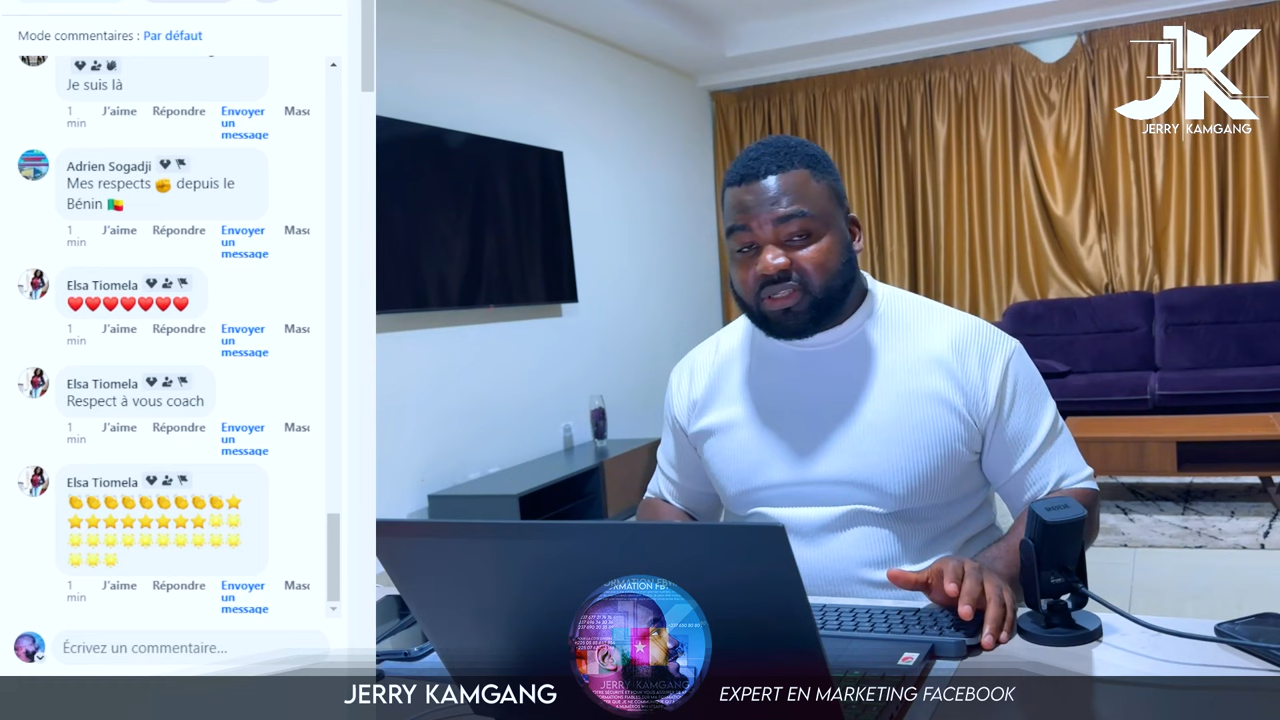 Mode commentaires : Par défaut
Je suis là
1 min J'aime Répondre Envoyer un message Masc
Adrien Sogadji
Mes respects ✊ depuis le
Bénin 🇧🇯
1 min J'aime Répondre Envoyer un message Masc
Elsa Tiomela
❤️❤️❤️❤️❤️❤️❤️
1 min J'aime Répondre Envoyer un message Masc
Elsa Tiomela
Respect à vous coach
1 min J'aime Répondre Envoyer un message Masc
Elsa Tiomela
1 min J'aime Répondre Envoyer un message Masc
Écrivez un commentaire...
JK
JERRY KAMGANG
RODE
JERRY KAMGANG
JERRY KAMGANG
EXPERT EN MARKETING FACEBOOK